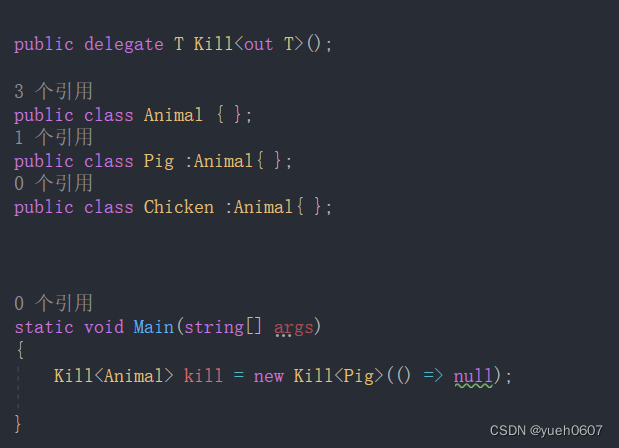 public delegate T Kill<out T>();
3 个引用
public class Animal { };
1 个引用
public class Pig :Animal{ };
0 个引用
public class Chicken :Animal{ };
0 个引用
static void Main(string[] args)
{
Kill<Animal> kill = new Kill<Pig>(() => null);
}
CSDN @yueh0607